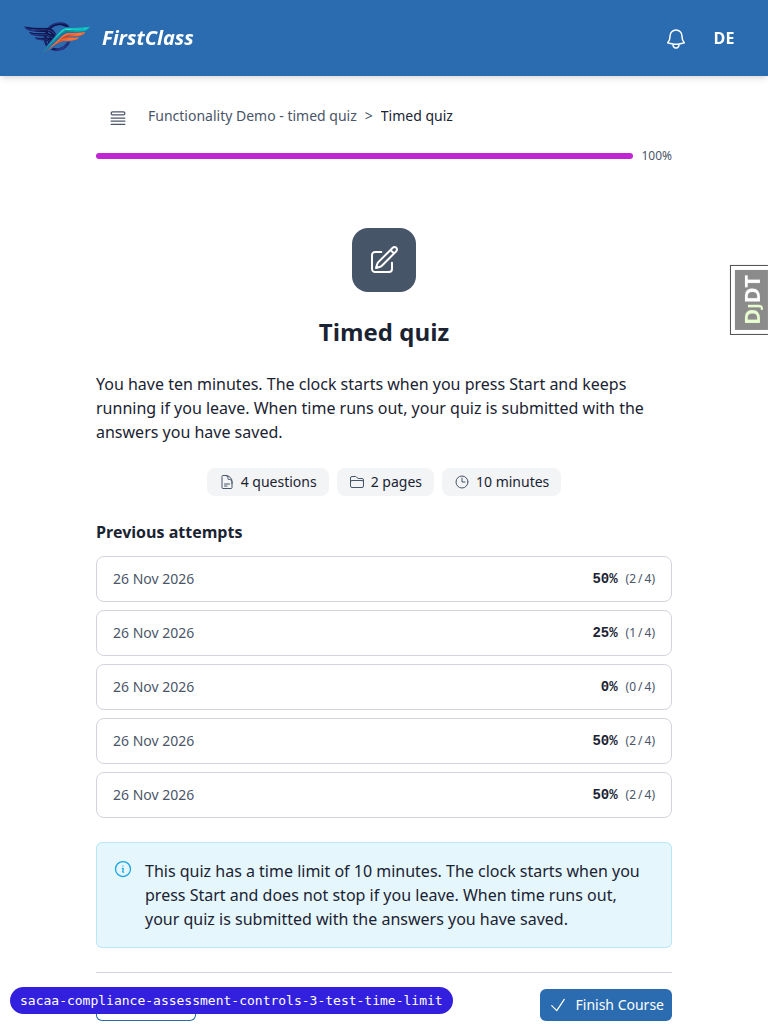 FirstClass
DE
Functionality Demo - timed quiz > Timed quiz
100%
DjDT
Timed quiz
You have ten minutes. The clock starts when you press Start and keeps
running if you leave. When time runs out, your quiz is submitted with the
answers you have saved.
4 questions
2 pages
10 minutes
Previous attempts
26 Nov 2026 50% (2 / 4)
26 Nov 2026 25% (1 / 4)
26 Nov 2026 0% (0 / 4)
26 Nov 2026 50% (2 / 4)
26 Nov 2026 50% (2 / 4)
This quiz has a time limit of 10 minutes. The clock starts when you
press Start and does not stop if you leave. When time runs out,
your quiz is submitted with the answers you have saved.
sacaa-compliance-assessment-controls-3-test-time-limit
Finish Course